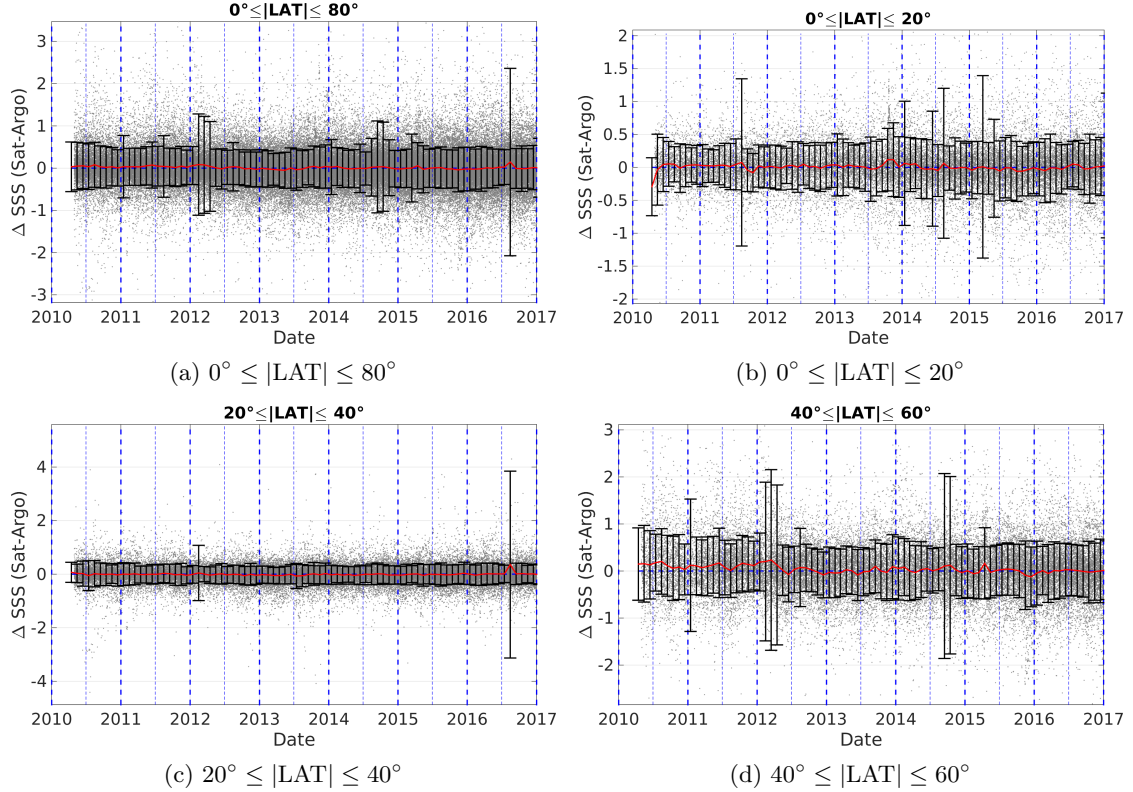 0°≤|LAT|≤ 80°
Δ SSS (Sat-Argo)
3
2
1
0
-1
-2
-3
2010 2011 2012 2013 2014 2015 2016 2017
Date
(a) 0° ≤ |LAT| ≤ 80°
0°≤|LAT|≤ 20°
Δ SSS (Sat-Argo)
2
1.5
1
0.5
0
-0.5
-1
-1.5
-2
2010 2011 2012 2013 2014 2015 2016 2017
Date
(b) 0° ≤ |LAT| ≤ 20°
20°≤|LAT|≤ 40°
Δ SSS (Sat-Argo)
4
2
0
-2
-4
2010 2011 2012 2013 2014 2015 2016 2017
Date
(c) 20° ≤ |LAT| ≤ 40°
40°≤|LAT|≤ 60°
Δ SSS (Sat-Argo)
3
2
1
0
-1
-2
2010 2011 2012 2013 2014 2015 2016 2017
Date
(d) 40° ≤ |LAT| ≤ 60°